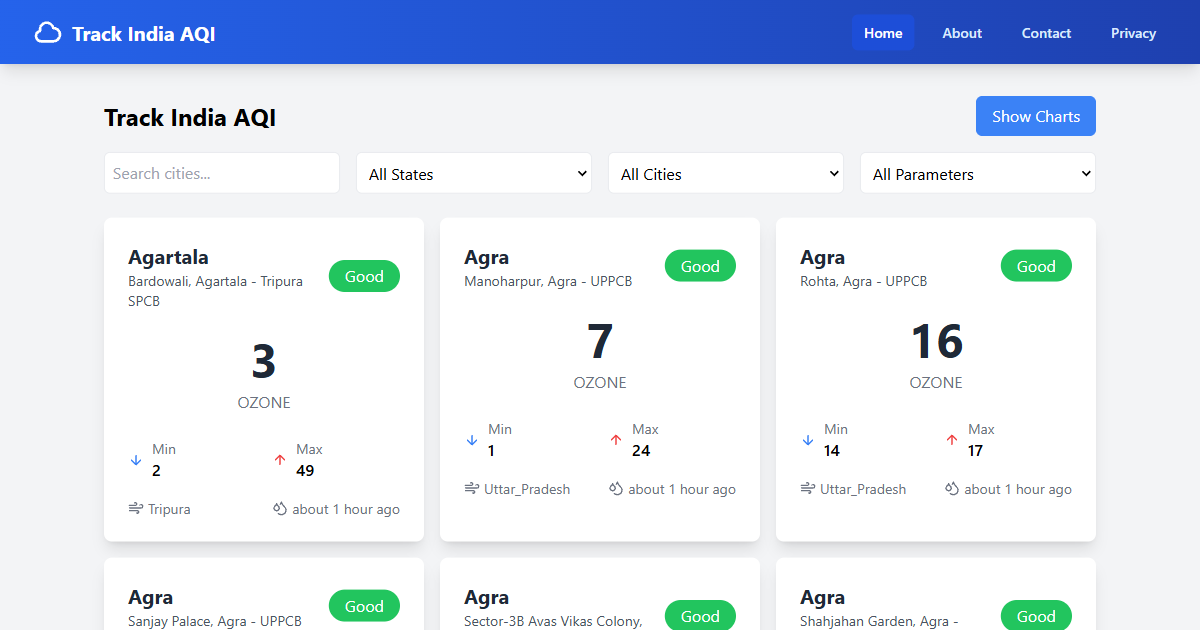 Track India AQI
Home About Contact Privacy
Track India AQI
Show Charts
Search cities...
All States
All Cities
All Parameters
Agartala
Bardowali, Agartala - Tripura
SPCB
Good
3
OZONE
Min
2
Max
49
Tripura
about 1 hour ago
Agra
Manoharpur, Agra - UPPCB
Good
7
OZONE
Min
1
Max
24
Uttar_Pradesh
about 1 hour ago
Agra
Rohta, Agra - UPPCB
Good
16
OZONE
Min
14
Max
17
Uttar_Pradesh
about 1 hour ago
Agra
Sanjay Palace, Agra - UPPCB
Good
Agra
Sector-3B Avas Vikas Colony,
Good
Agra
Shahjahan Garden, Agra -
Good